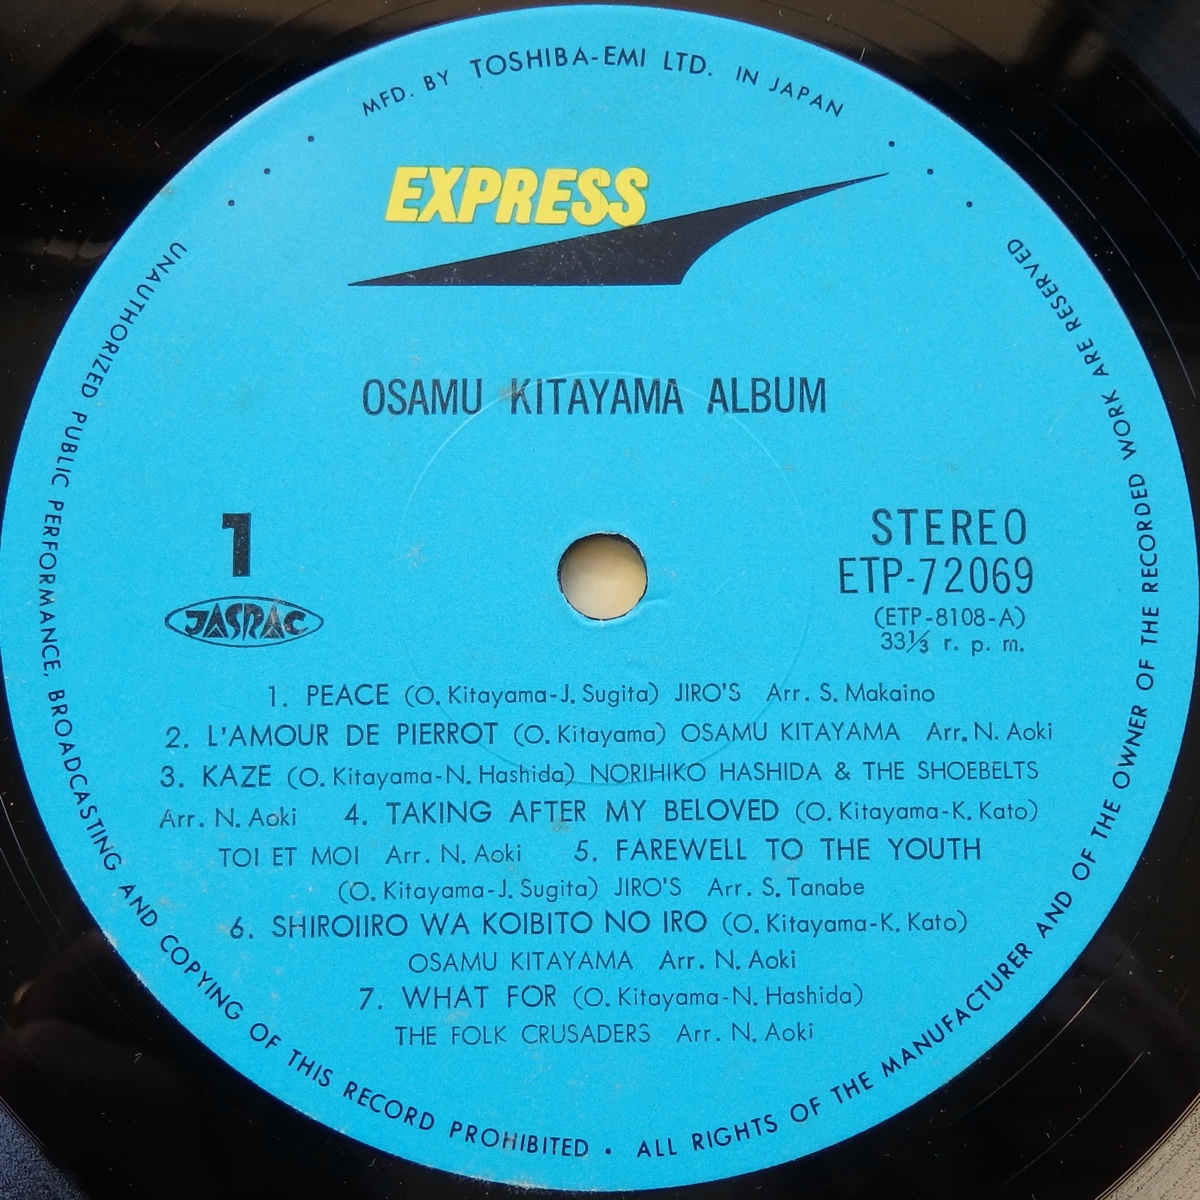 MFD. BY TOSHIBA-EMI LTD. IN JAPAN
EXPRESS
OSAMU KITAYAMA ALBUM
1
JASRAC
STEREO
ETP-72069
(ETP-8108-A)
33⅓ r. p. m.
1. PEACE (O. Kitayama-J. Sugita) JIRO'S Arr. S. Makaino
2. L'AMOUR DE PIERROT (O. Kitayama) OSAMU KITAYAMA Arr. N. Aoki
3. KAZE (O. Kitayama-N. Hashida) NORIHIKO HASHIDA & THE SHOEBELTS
Arr. N. Aoki 4. TAKING AFTER MY BELOVED (O. Kitayama-K. Kato)
TOI ET MOI Arr. N. Aoki 5. FAREWELL TO THE YOUTH
(O. Kitayama-J. Sugita) JIRO'S Arr. S. Tanabe
6. SHIROIIRO WA KOIBITO NO IRO (O. Kitayama-K. Kato)
OSAMU KITAYAMA Arr. N. Aoki
7. WHAT FOR (O. Kitayama-N. Hashida)
THE FOLK CRUSADERS Arr. N. Aoki
UNAUTHORIZED PUBLIC PERFORMANCE, BROADCASTING AND COPYING OF THIS RECORD PROHIBITED • ALL RIGHTS OF THE MANUFACTURER AND OF THE OWNER OF THE RECORDED WORK ARE RESERVED